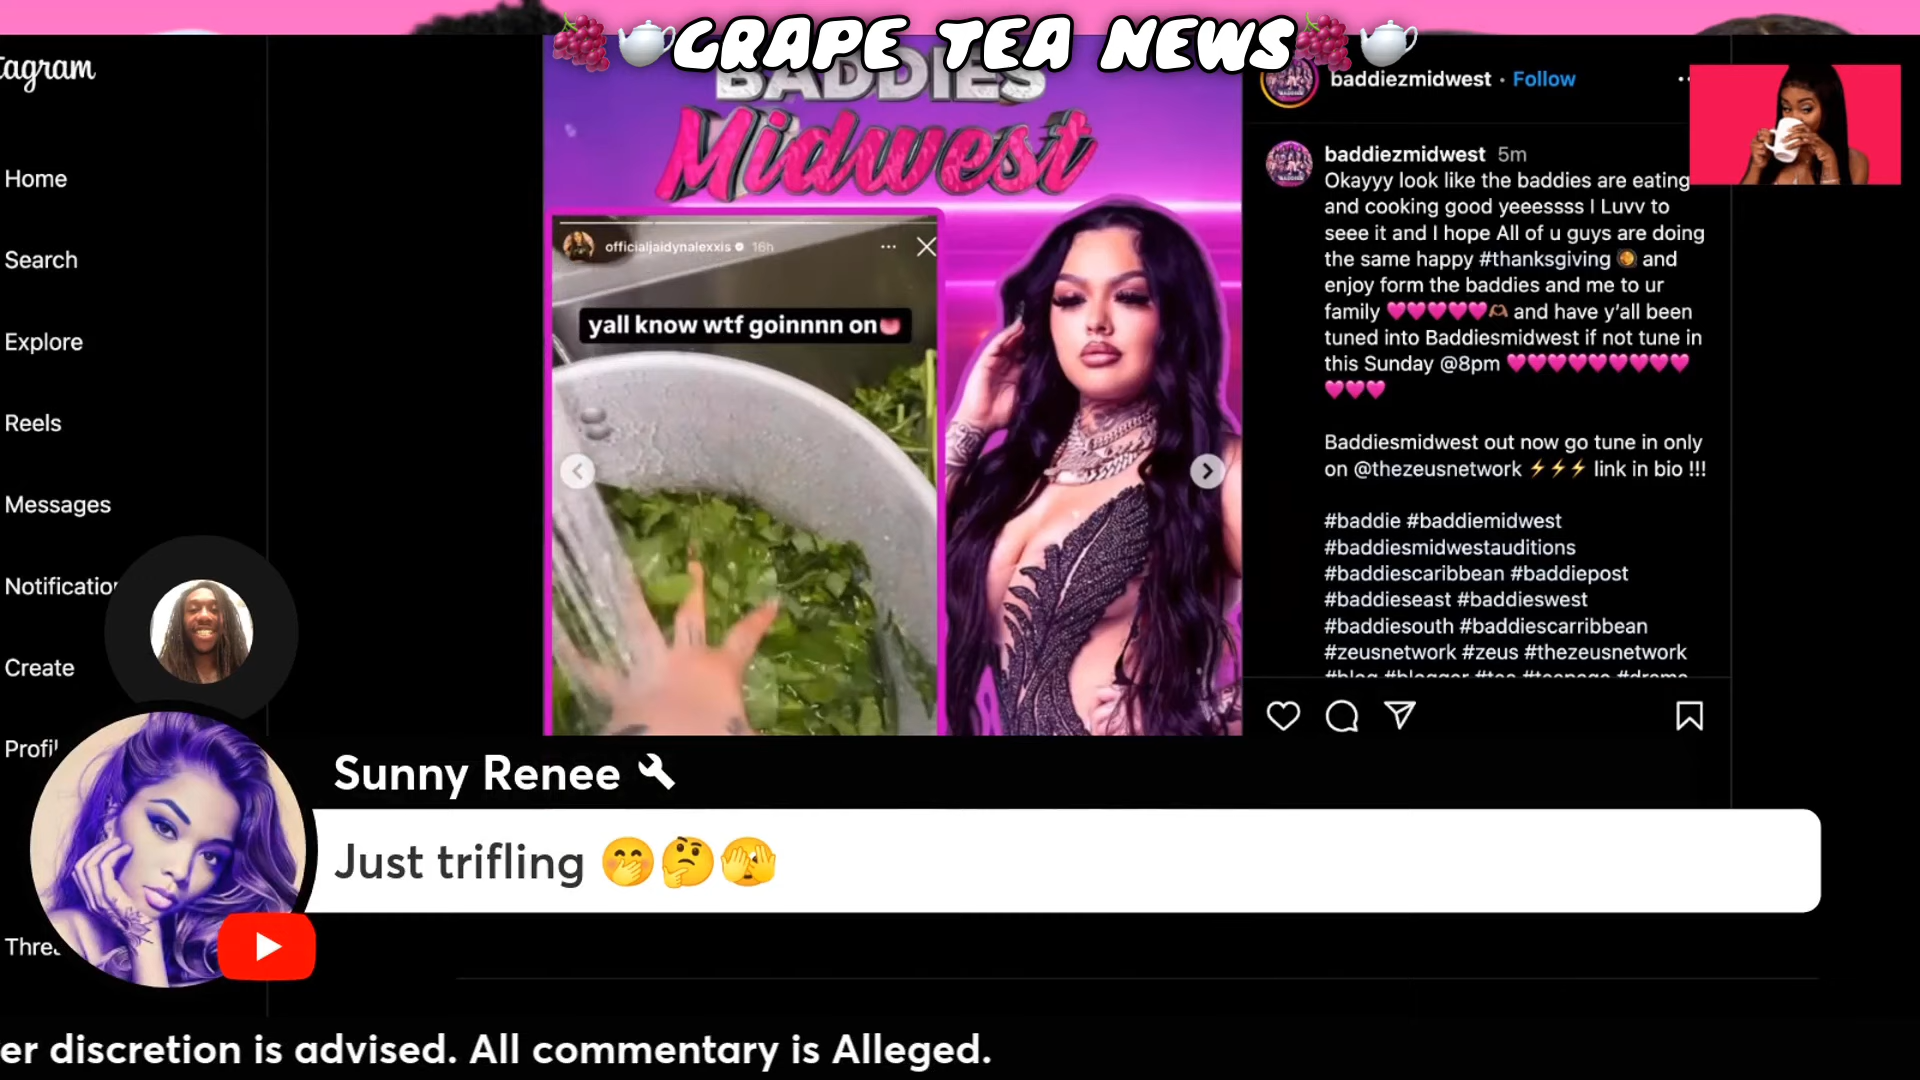 GRAPE TEA NEWS
tagram
BADDIES
Midwest
baddiezmidwest • Follow
Home
Search
Explore
Reels
Messages
Notification
Create
Profil
Thre
officialjaidynalexxis 16h
yall know wtf goinnnn on👅
baddiezmidwest 5m
Okayyy look like the baddies are eating
and cooking good yeeessss I Luvv to
seee it and I hope All of u guys are doing
the same happy #thanksgiving 🥘 and
enjoy form the baddies and me to ur
family 💗💗💗💗💗🫶🏽 and have y’all been
tuned into Baddiesmidwest if not tune in
this Sunday @8pm 💗💗💗💗💗💗💗💗💗
💗💗💗
Baddiesmidwest out now go tune in only
on @thezeusnetwork ⚡⚡⚡ link in bio !!!
#baddie #baddiemidwest
#baddiesmidwestauditions
#baddiescaribbean #baddiepost
#baddieseast #baddieswest
#baddiesouth #baddiescarribbean
#zeusnetwork #zeus #thezeusnetwork
#blog #blogger #tea #teapage #drama
Sunny Renee
Just trifling 🤭🤔🫣
er discretion is advised. All commentary is Alleged.